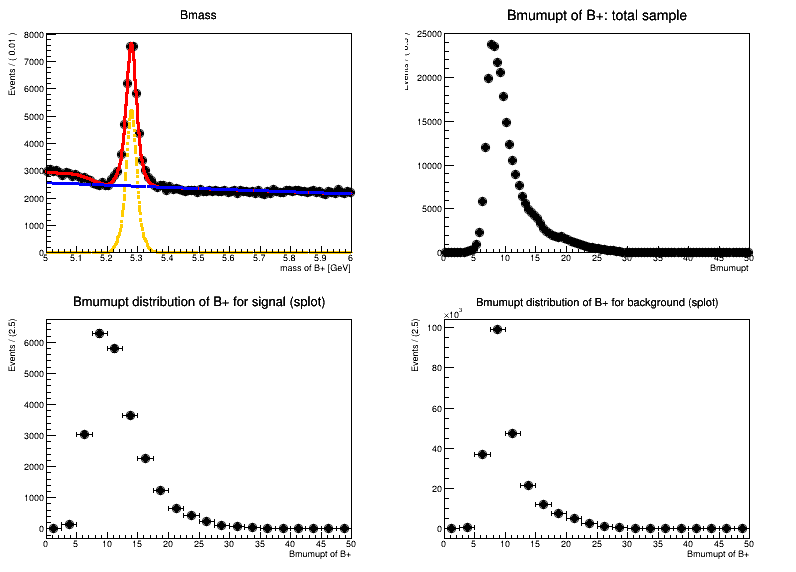 Bmass
Events / ( 0.01 )
8000
7000
6000
5000
4000
3000
2000
1000
0
5 5.1 5.2 5.3 5.4 5.5 5.6 5.7 5.8 5.9 6
mass of B+ [GeV]
Bmumupt of B+: total sample
Events / ( 0.5 )
25000
20000
15000
10000
5000
0
0 5 10 15 20 25 30 35 40 45 50
Bmumupt
Bmumupt distribution of B+ for signal (splot)
Events / (2.5)
6000
5000
4000
3000
2000
1000
0
0 5 10 15 20 25 30 35 40 45 50
Bmumupt of B+
Bmumupt distribution of B+ for background (splot)
×10³
Events / (2.5)
100
80
60
40
20
0
0 5 10 15 20 25 30 35 40 45 50
Bmumupt of B+